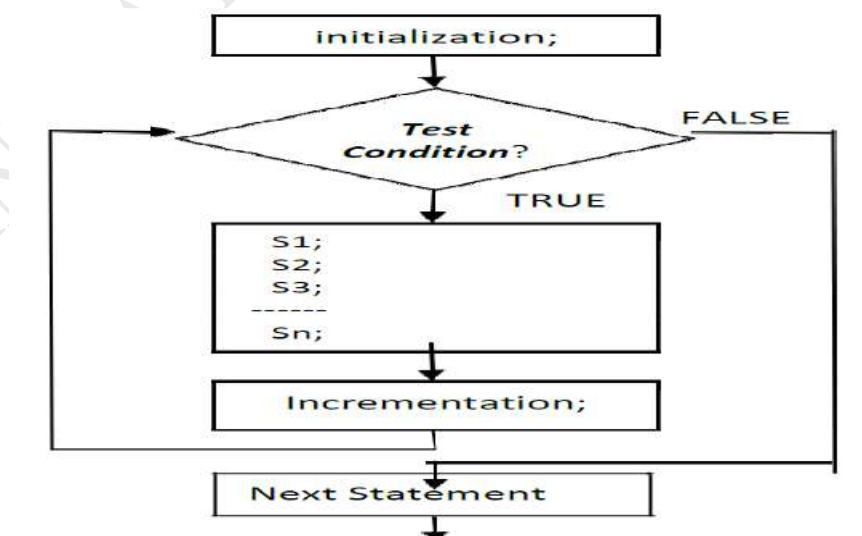 initialization;
Test
Condition?
FALSE
TRUE
S1;
S2;
S3;
------
Sn;
Incrementation;
Next Statement